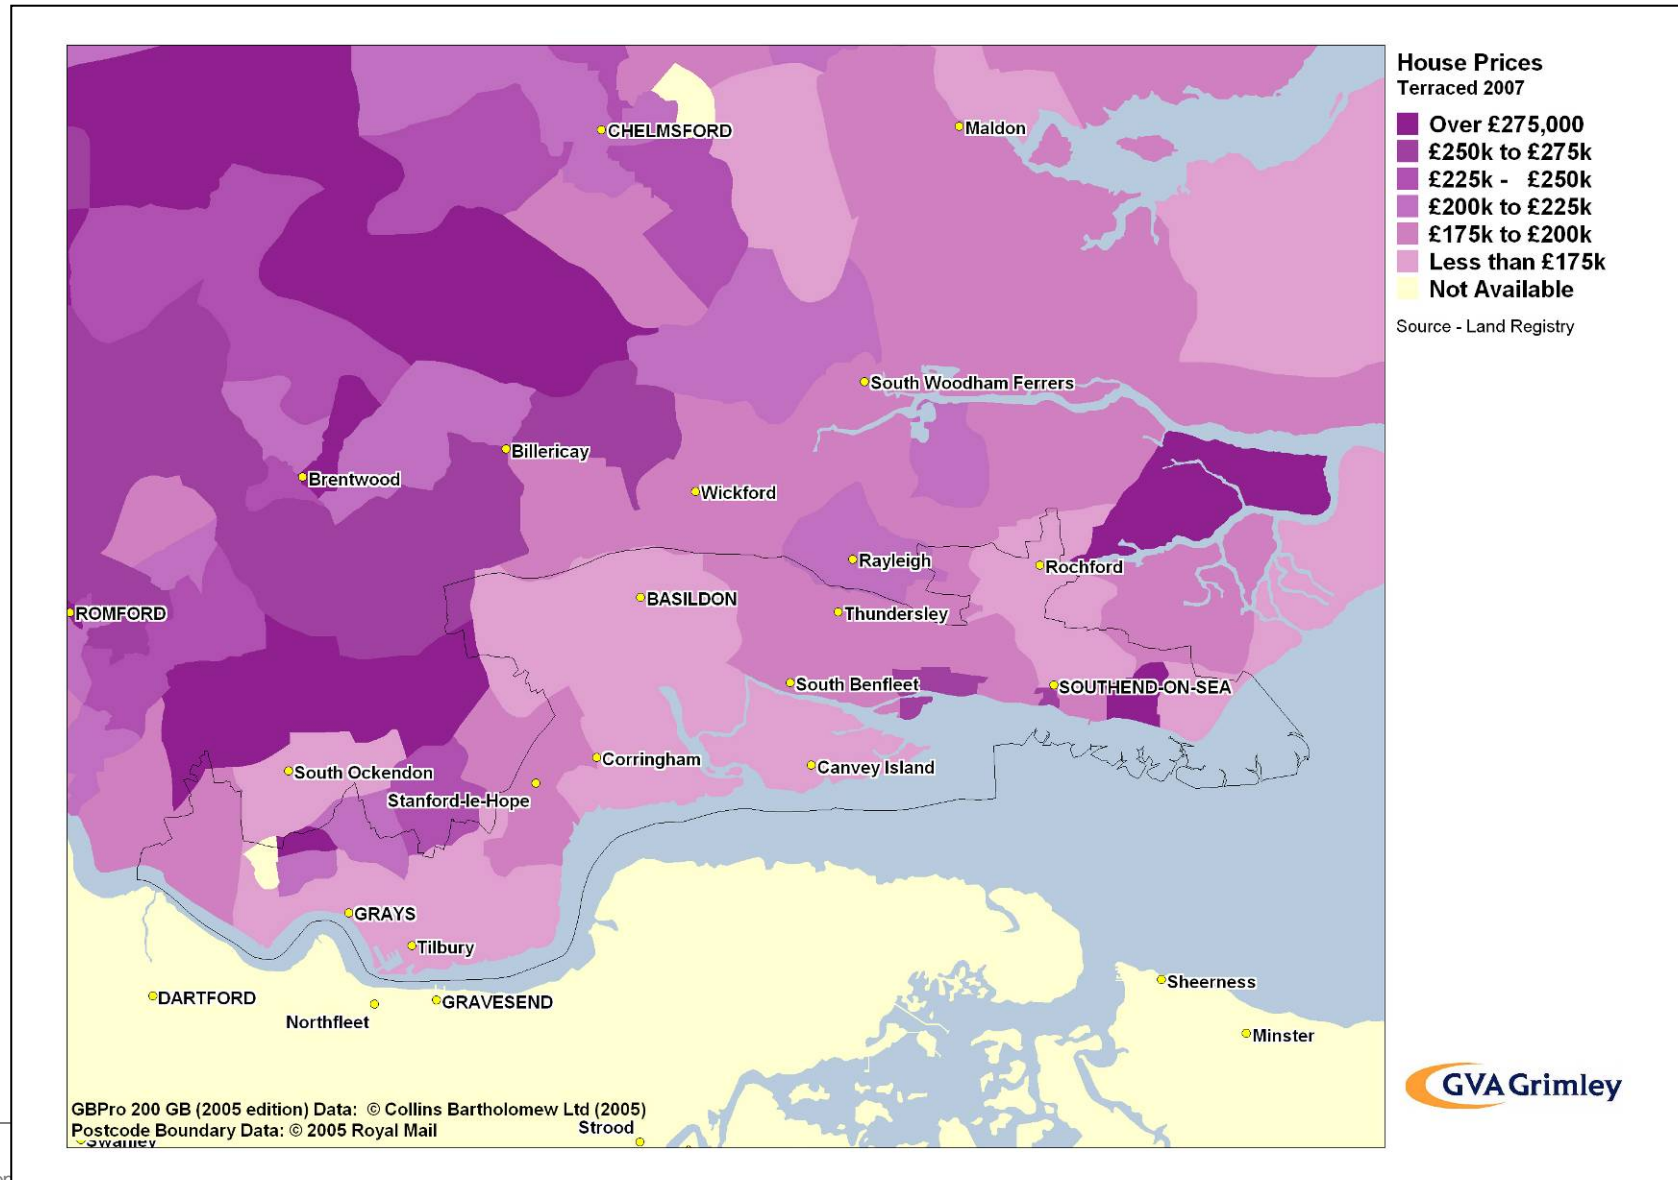 House Prices
Terraced 2007
Over £275,000
£250k to £275k
£225k - £250k
£200k to £225k
£175k to £200k
Less than £175k
Not Available
Source - Land Registry
CHELMSFORD
Maldon
South Woodham Ferrers
Billericay
Brentwood
Wickford
Rayleigh
Rochford
ROMFORD
BASILDON
Thundersley
South Benfleet
SOUTHEND-ON-SEA
Corringham
Canvey Island
South Ockendon
Stanford-le-Hope
GRAYS
Tilbury
DARTFORD
GRAVESEND
Northfleet
Sheerness
Minster
GVA Grimley
GBPro 200 GB (2005 edition) Data: © Collins Bartholomew Ltd (2005)
Postcode Boundary Data: © 2005 Royal Mail
Strood
Swanley